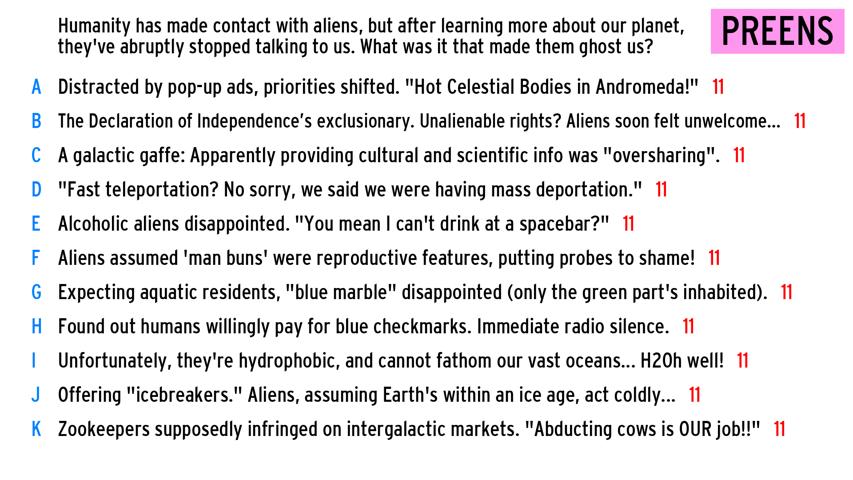 Humanity has made contact with aliens, but after learning more about our planet,
they've abruptly stopped talking to us. What was it that made them ghost us?
PREENS
A Distracted by pop-up ads, priorities shifted. "Hot Celestial Bodies in Andromeda!" 11
B The Declaration of Independence's exclusionary. Unalienable rights? Aliens soon felt unwelcome... 11
C A galactic gaffe: Apparently providing cultural and scientific info was "oversharing". 11
D "Fast teleportation? No sorry, we said we were having mass deportation." 11
E Alcoholic aliens disappointed. "You mean I can't drink at a spacebar?" 11
F Aliens assumed 'man buns' were reproductive features, putting probes to shame! 11
G Expecting aquatic residents, "blue marble" disappointed (only the green part's inhabited). 11
H Found out humans willingly pay for blue checkmarks. Immediate radio silence. 11
I Unfortunately, they're hydrophobic, and cannot fathom our vast oceans... H2Oh well! 11
J Offering "icebreakers." Aliens, assuming Earth's within an ice age, act coldly... 11
K Zookeepers supposedly infringed on intergalactic markets. "Abducting cows is OUR job!!" 11